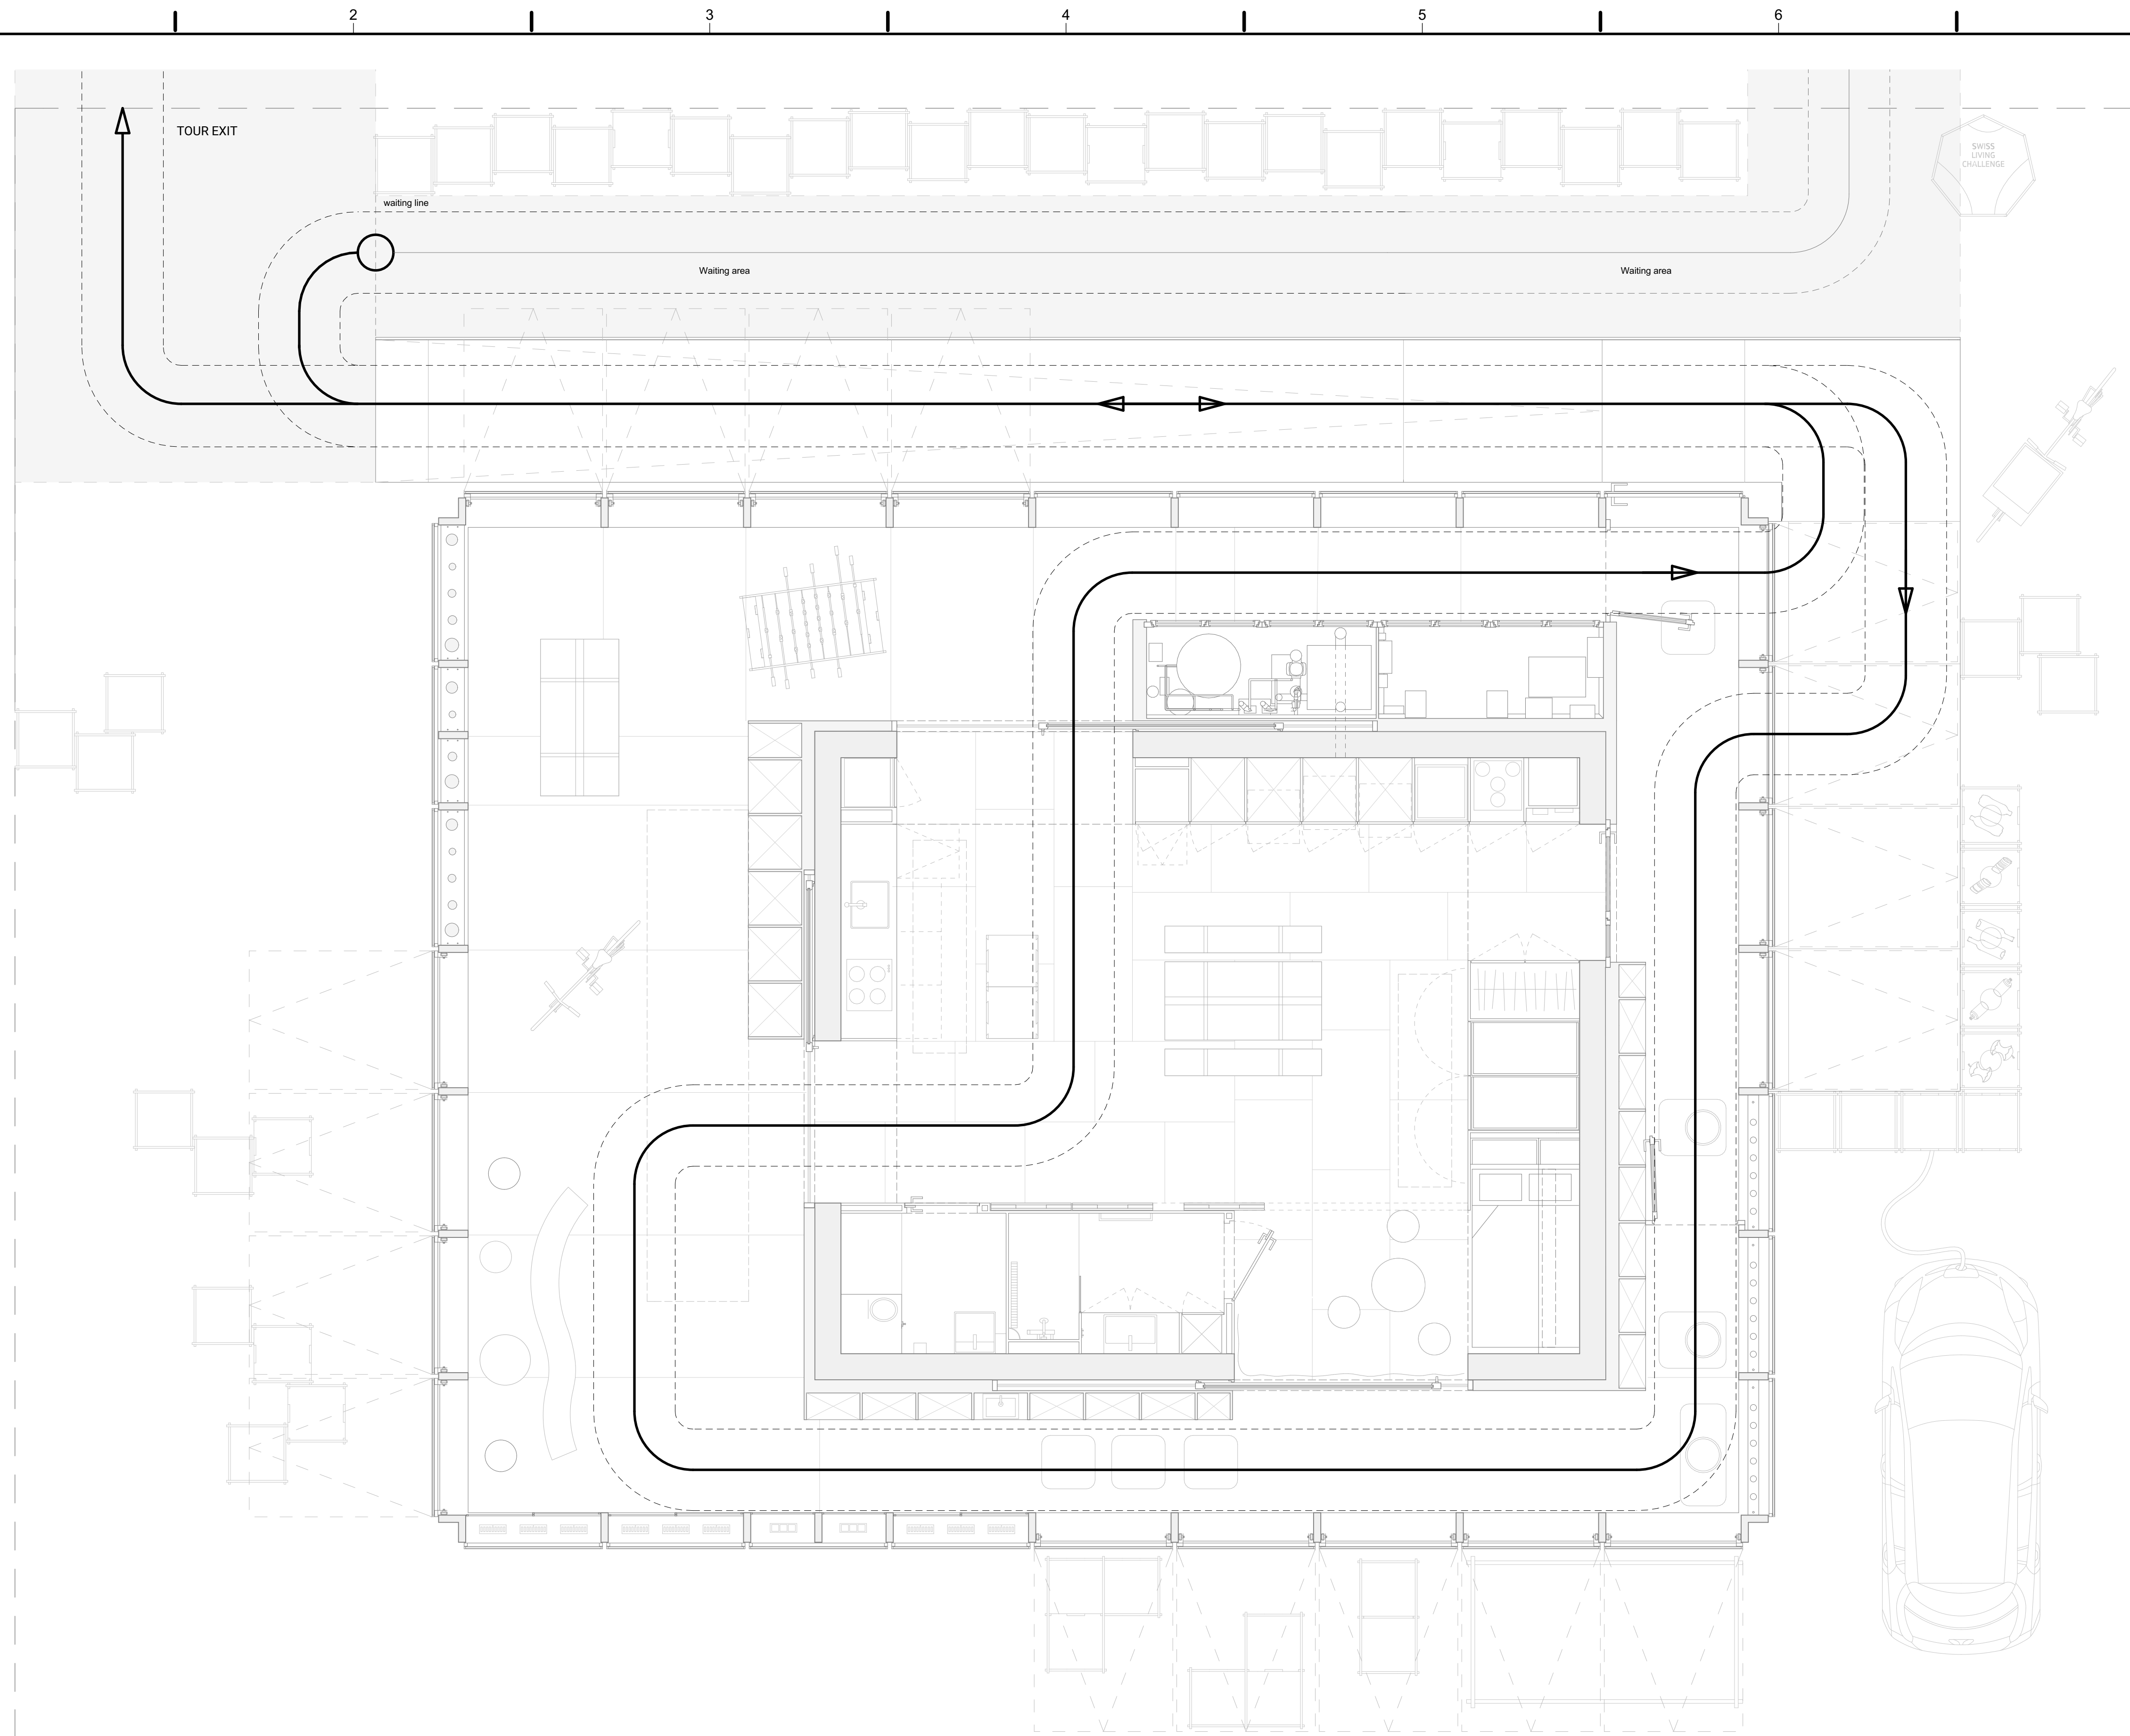 2 3 4 5 6
TOUR EXIT
SWISS
LIVING
CHALLENGE
waiting line
Waiting area
Waiting area